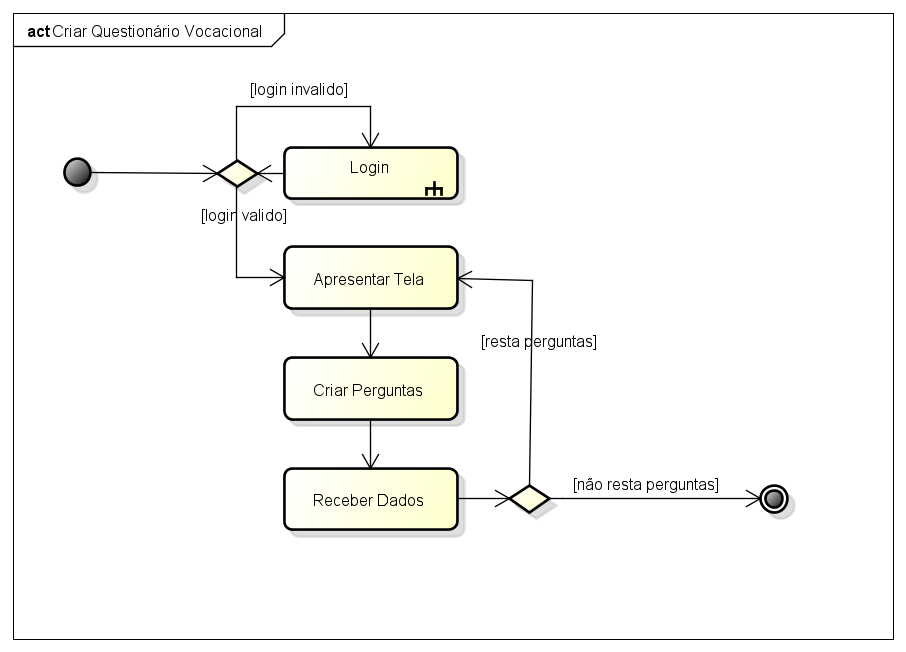 act Criar Questionário Vocacional
[login invalido]
Login
[login valido]
Apresentar Tela
[resta perguntas]
Criar Perguntas
[não resta perguntas]
Receber Dados